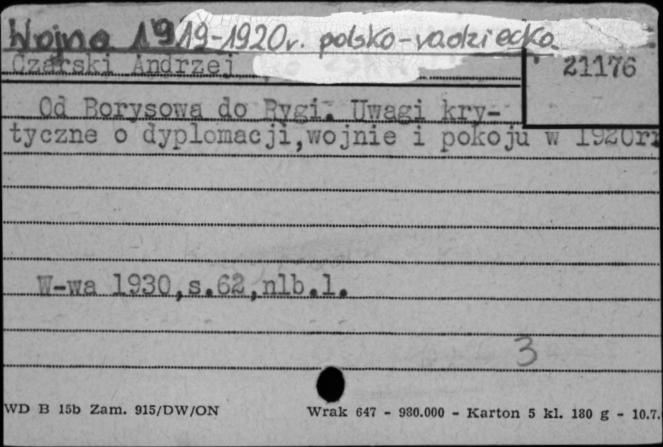 Wojna 1919-1920r. polsko-radziecka
Czarski Andrzej
21176
Od Borysowa do Rygi. Uwagi kry-
tyczne o dyplomacji,wojnie i pokoju w 1920r
W-wa 1930,s.62,nlb.1.
3
WD B 15b Zam. 915/DW/ON
Wrak 647 - 980.000 - Karton 5 kl. 180 g - 10.7.